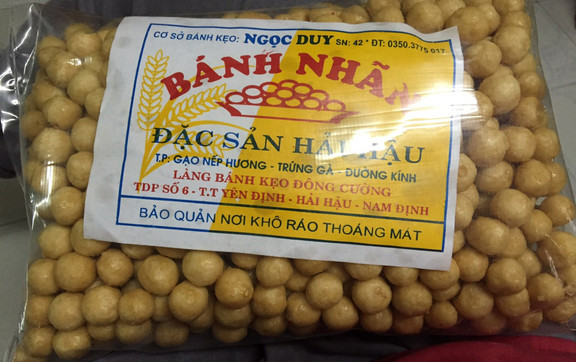 CƠ SỞ BÁNH KẸO: NGỌC DUY SN: 42 * ĐT: 0350.3775.017
BÁNH NHÃN
ĐẶC SẢN HẢI HẬU
T.P: GẠO NẾP HƯƠNG - TRỨNG GÀ - ĐƯỜNG KÍNH
LÀNG BÁNH KẸO ĐÔNG CƯỜNG
TDP SỐ 6 - T.T YÊN ĐỊNH - HẢI HẬU - NAM ĐỊNH
BẢO QUẢN NƠI KHÔ RÁO THOÁNG MÁT